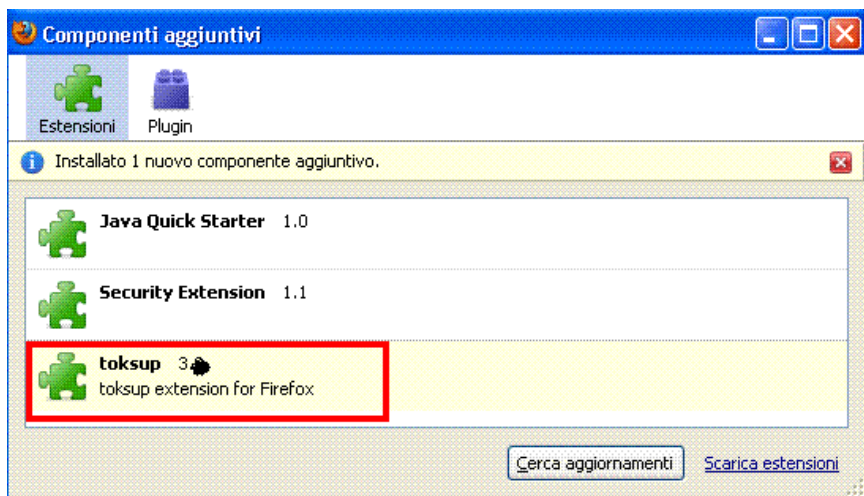 Componenti aggiuntivi
Estensioni
Plugin
Installato 1 nuovo componente aggiuntivo.
Java Quick Starter 1.0
Security Extension 1.1
toksup 3
toksup extension for Firefox
Cerca aggiornamenti
Scarica estensioni